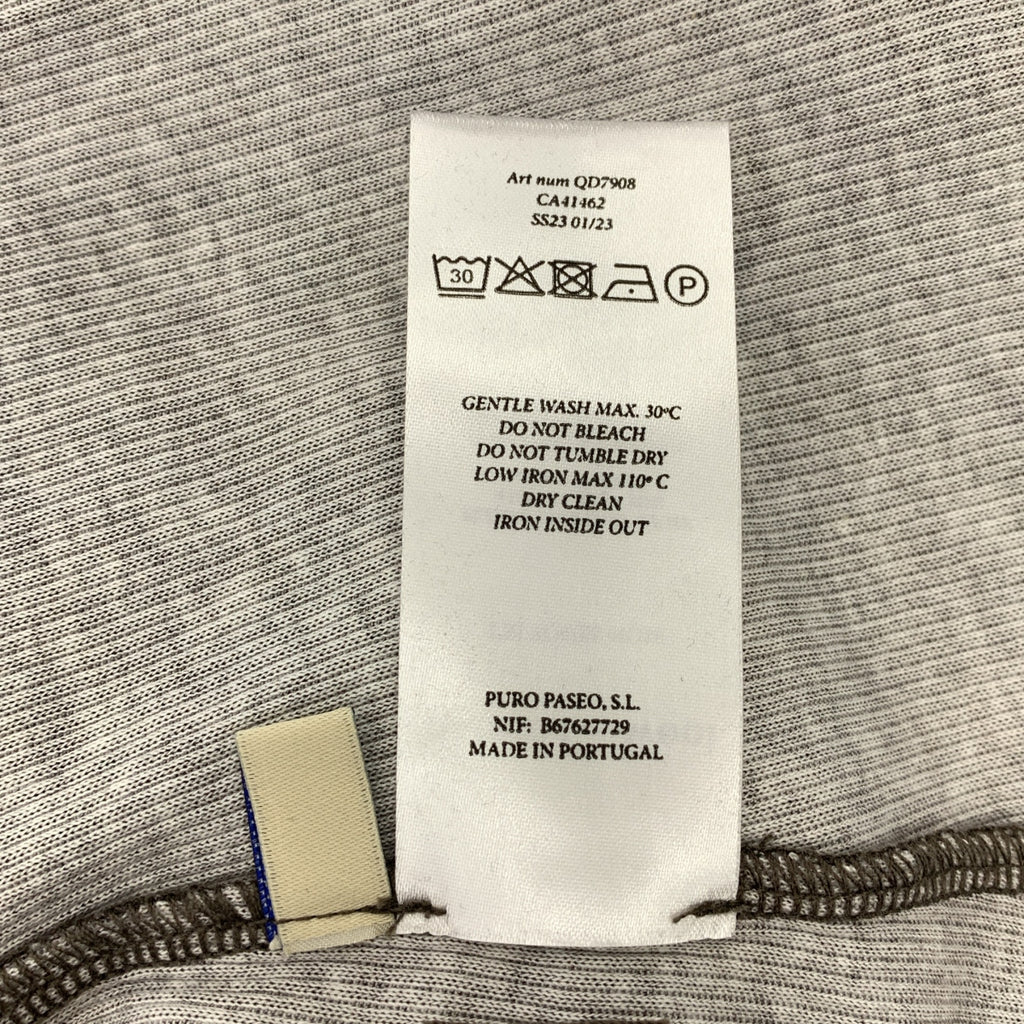 Art num QD7908
CA41462
SS23 01/23
30 P
GENTLE WASH MAX. 30ºC
DO NOT BLEACH
DO NOT TUMBLE DRY
LOW IRON MAX 110º C
DRY CLEAN
IRON INSIDE OUT
PURO PASEO, S.L.
NIF: B67627729
MADE IN PORTUGAL